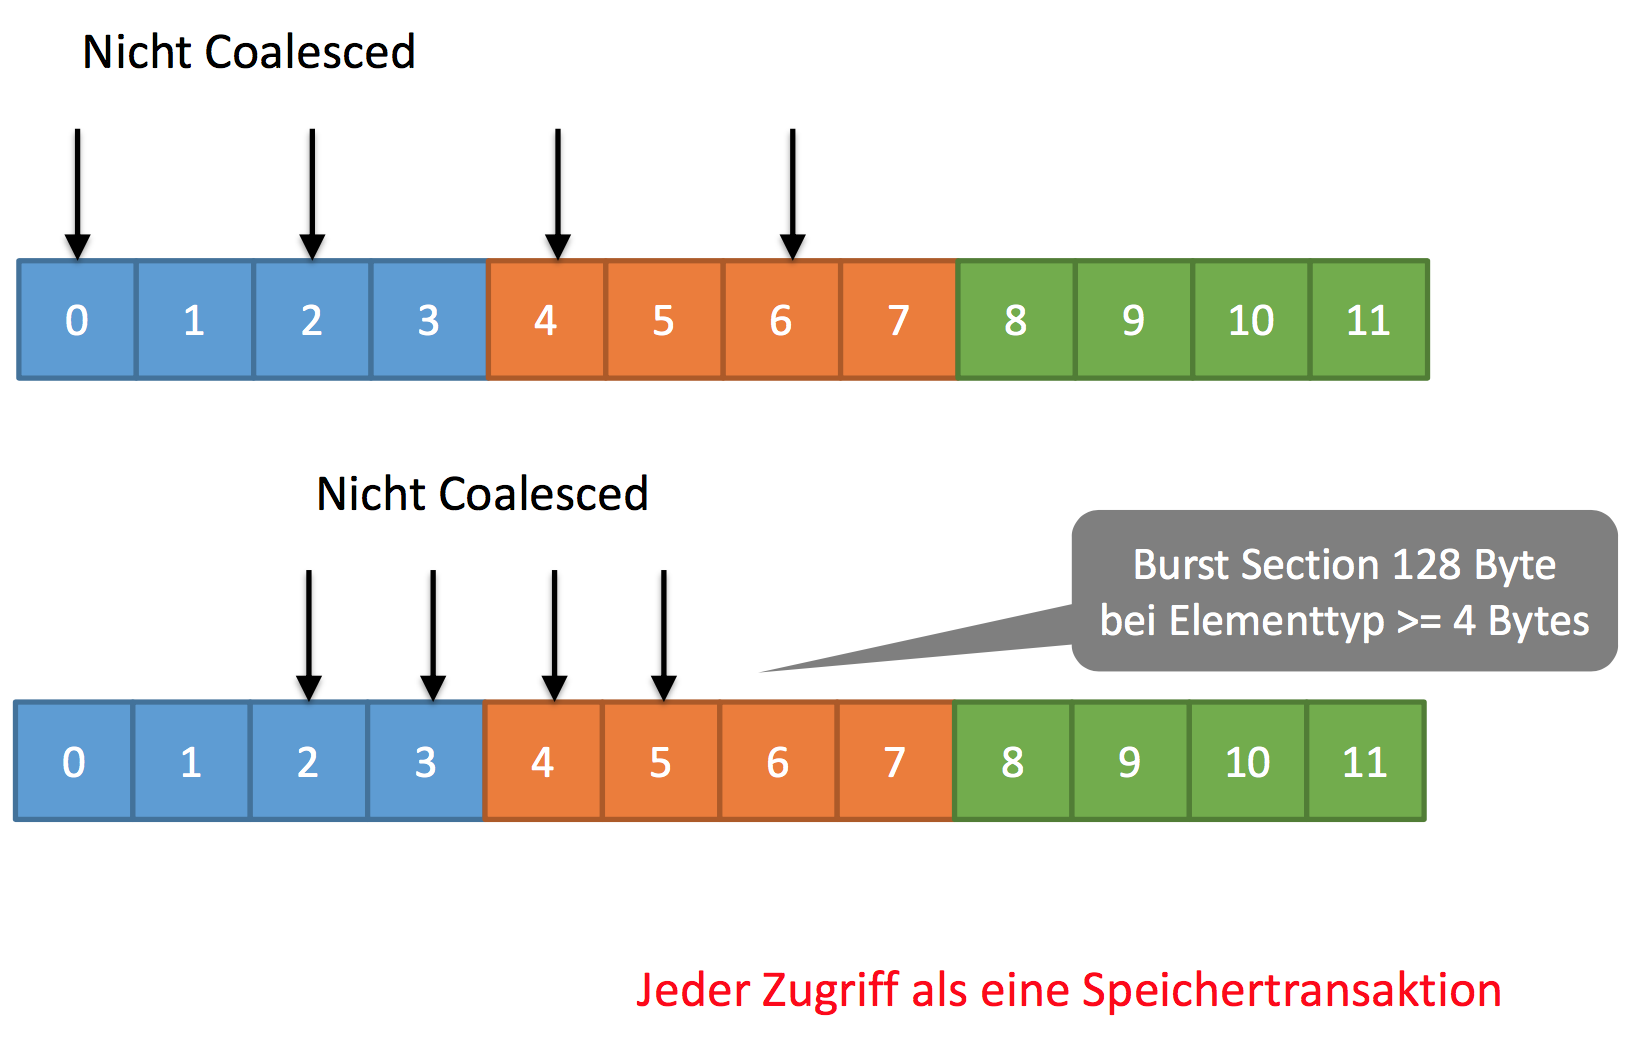 Nicht Coalesced
0 1 2 3 4 5 6 7 8 9 10 11
Nicht Coalesced
Burst Section 128 Byte
bei Elementtyp >= 4 Bytes
0 1 2 3 4 5 6 7 8 9 10 11
Jeder Zugriff als eine Speichertransaktion